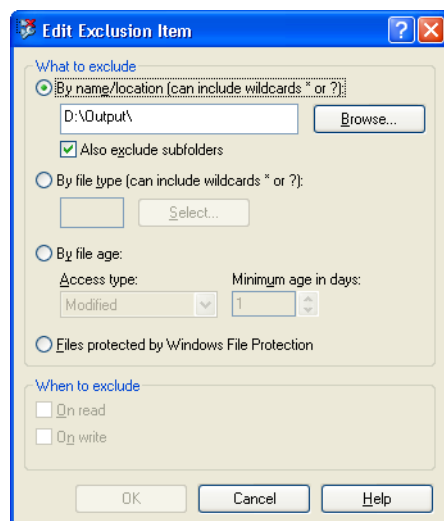 Edit Exclusion Item
What to exclude
By name/location (can include wildcards * or ?):
D:\Output\
Browse...
Also exclude subfolders
By file type (can include wildcards * or ?):
Select...
By file age:
Access type:
Minimum age in days:
Modified
1
Files protected by Windows File Protection
When to exclude
On read
On write
OK
Cancel
Help